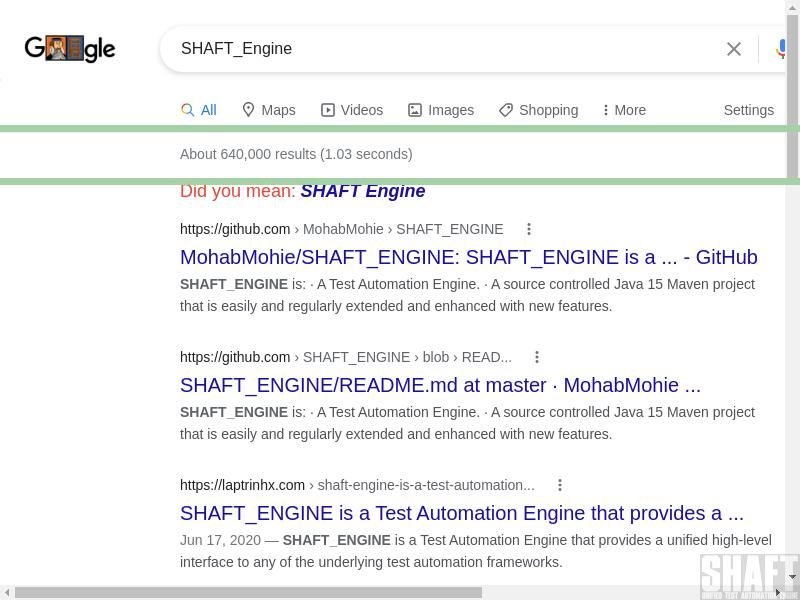 Google
SHAFT_Engine
All Maps Videos Images Shopping More Settings
About 640,000 results (1.03 seconds)
Did you mean: SHAFT Engine
https://github.com › MohabMohie › SHAFT_ENGINE
MohabMohie/SHAFT_ENGINE: SHAFT_ENGINE is a ... - GitHub
SHAFT_ENGINE is: · A Test Automation Engine. · A source controlled Java 15 Maven project
that is easily and regularly extended and enhanced with new features.
https://github.com › SHAFT_ENGINE › blob › READ...
SHAFT_ENGINE/README.md at master · MohabMohie ...
SHAFT_ENGINE is: · A Test Automation Engine. · A source controlled Java 15 Maven project
that is easily and regularly extended and enhanced with new features.
https://laptrinhx.com › shaft-engine-is-a-test-automation...
SHAFT_ENGINE is a Test Automation Engine that provides a ...
Jun 17, 2020 — SHAFT_ENGINE is a Test Automation Engine that provides a unified high-level
interface to any of the underlying test automation frameworks.
SHAFT
UNIFIED TEST AUTOMATION ENGINE